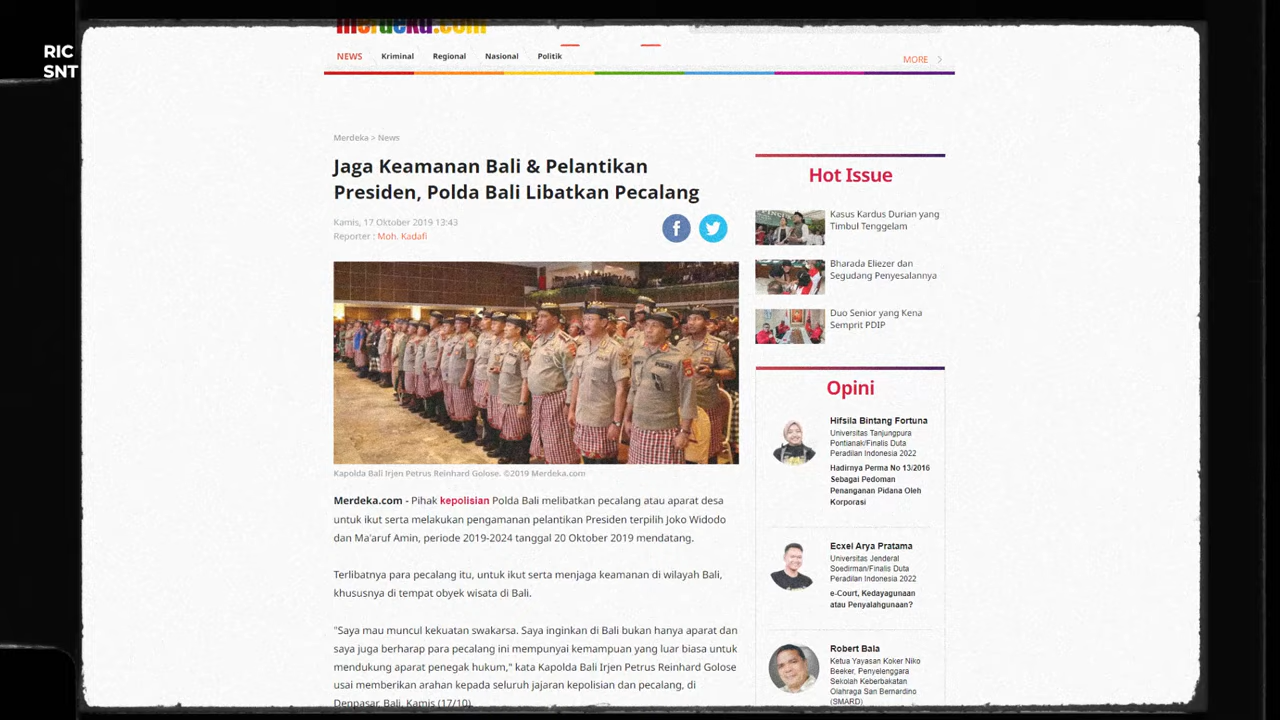 RIC
SNT
merdeka.com
NEWS Kriminal Regional Nasional Politik MORE
Merdeka > News
Jaga Keamanan Bali & Pelantikan
Presiden, Polda Bali Libatkan Pecalang
Kamis, 17 Oktober 2019 13:43
Reporter : Moh. Kadafi
Kapolda Bali Irjen Petrus Reinhard Golose. ©2019 Merdeka.com
Merdeka.com - Pihak kepolisian Polda Bali melibatkan pecalang atau aparat desa
untuk ikut serta melakukan pengamanan pelantikan Presiden terpilih Joko Widodo
dan Ma'aruf Amin, periode 2019-2024 tanggal 20 Oktober 2019 mendatang.
Terlibatnya para pecalang itu, untuk ikut serta menjaga keamanan di wilayah Bali,
khususnya di tempat obyek wisata di Bali.
"Saya mau muncul kekuatan swakarsa. Saya inginkan di Bali bukan hanya aparat dan
saya juga berharap para pecalang ini mempunyai kemampuan yang luar biasa untuk
mendukung aparat penegak hukum," kata Kapolda Bali Irjen Petrus Reinhard Golose
usai memberikan arahan kepada seluruh jajaran kepolisian dan pecalang, di
Denpasar, Bali, Kamis (17/10).
Hot Issue
Kasus Kardus Durian yang
Timbul Tenggelam
Bharada Eliezer dan
Segudang Penyesalannya
Duo Senior yang Kena
Semprit PDIP
Opini
Hifsila Bintang Fortuna
Universitas Tanjungpura
Pontianak/Finalis Duta
Peradilan Indonesia 2022
Hadirnya Perma No 13/2016
Sebagai Pedoman
Penanganan Pidana Oleh
Korporasi
Ecxel Arya Pratama
Universitas Jenderal
Soedirman/Finalis Duta
Peradilan Indonesia 2022
e-Court, Kedayagunaan
atau Penyalahgunaan?
Robert Bala
Ketua Yayasan Koker Niko
Beeker, Penyelenggara
Sekolah Keberbakatan
Olahraga San Bernardino
(SMARD)